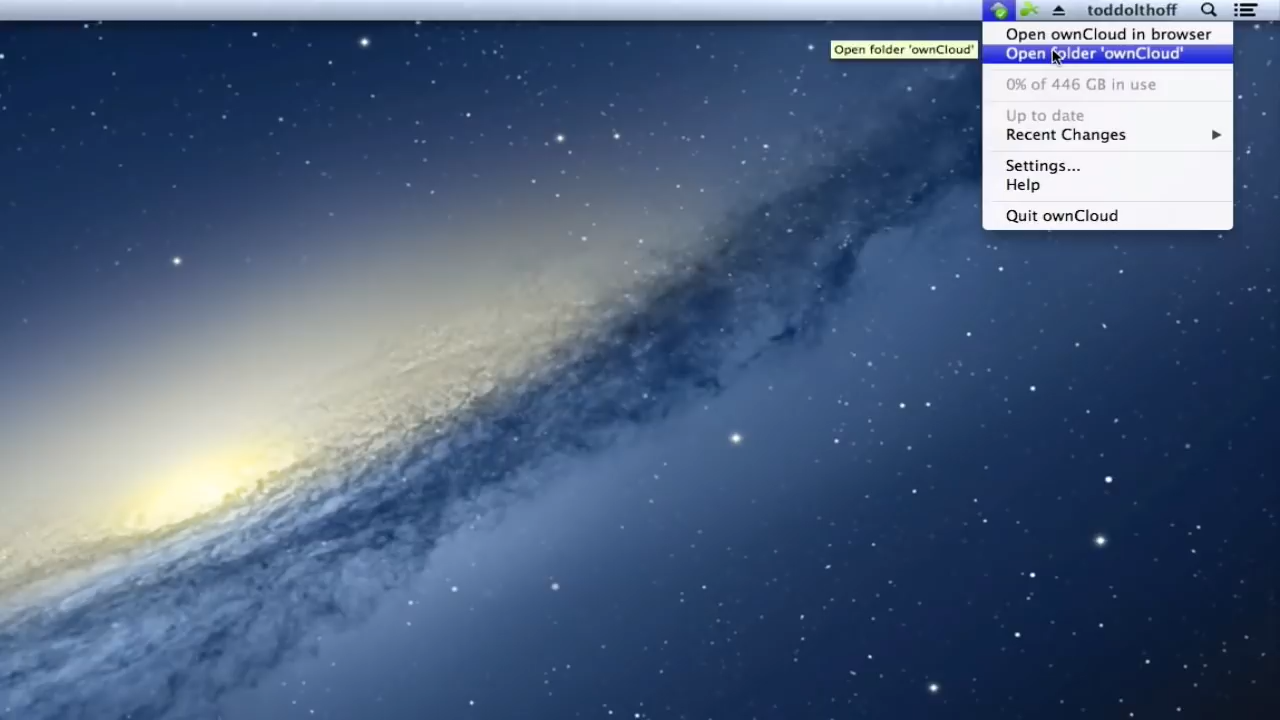 toddolthoff
Open ownCloud in browser
Open folder 'ownCloud'
Open folder 'ownCloud'
0% of 446 GB in use
Up to date
Recent Changes
Settings...
Help
Quit ownCloud